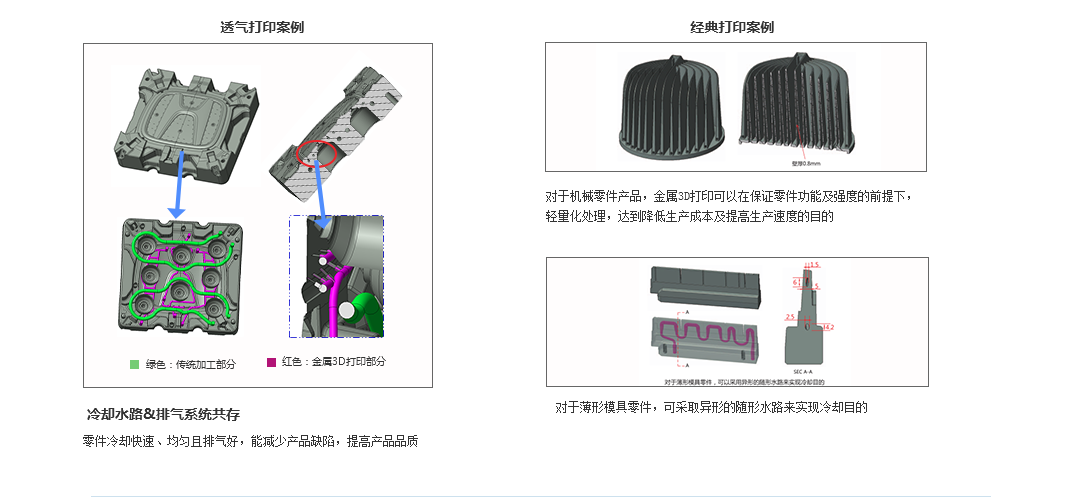 透气打印案例
绿色：传统加工部分
红色：金属3D打印部分
冷却水路&排气系统共存
零件冷却快速、均匀且排气好，能减少产品缺陷，提高产品品质
经典打印案例
壁厚0.8mm
对于机械零件产品，金属3D打印可以在保证零件功能及强度的前提下，
轻量化处理，达到降低生产成本及提高生产速度的目的
1.5
6
5
2.5
14.2
A
A
SEC A-A
对于薄形模具零件，可以采用异形的随形水路来实现冷却目的
对于薄形模具零件，可采取异形的随形水路来实现冷却目的